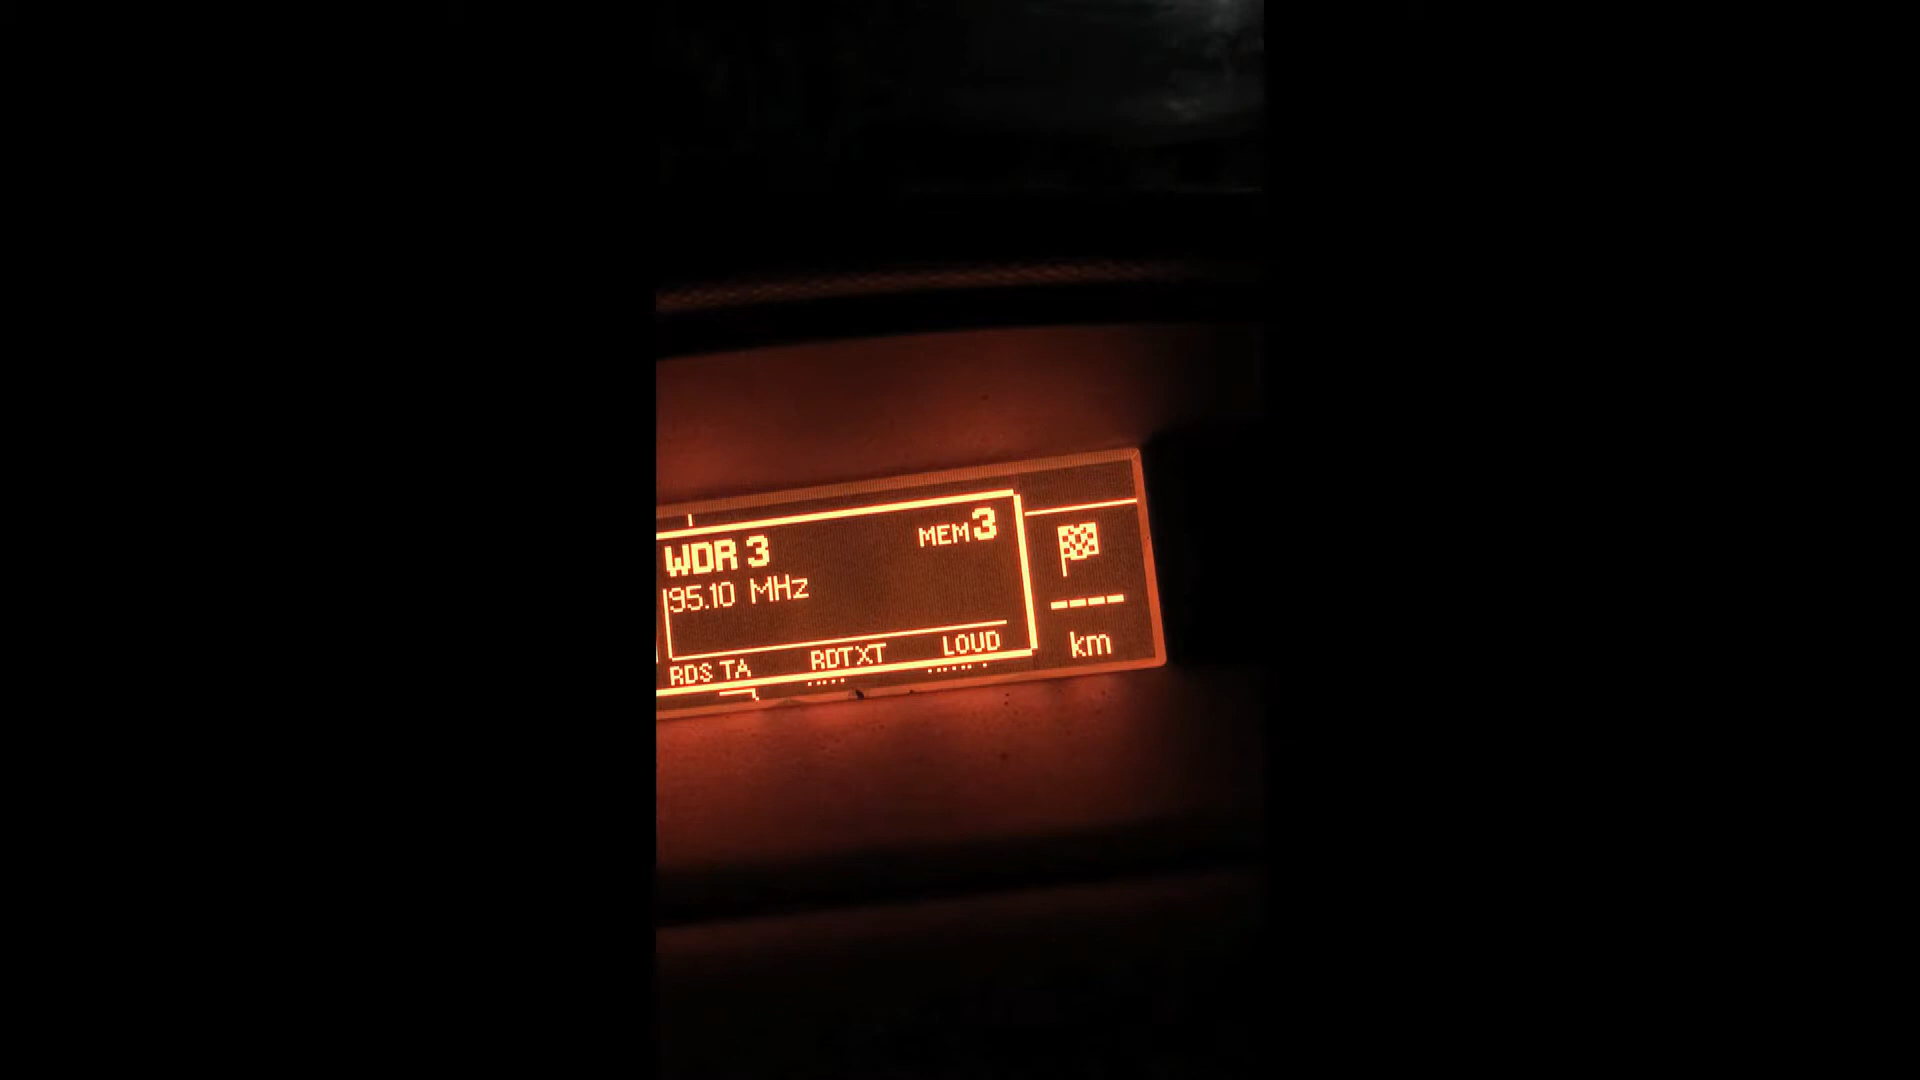 WDR 3
MEM 3
95.10 MHz
RDS TA
RDTXT
LOUD
----
km